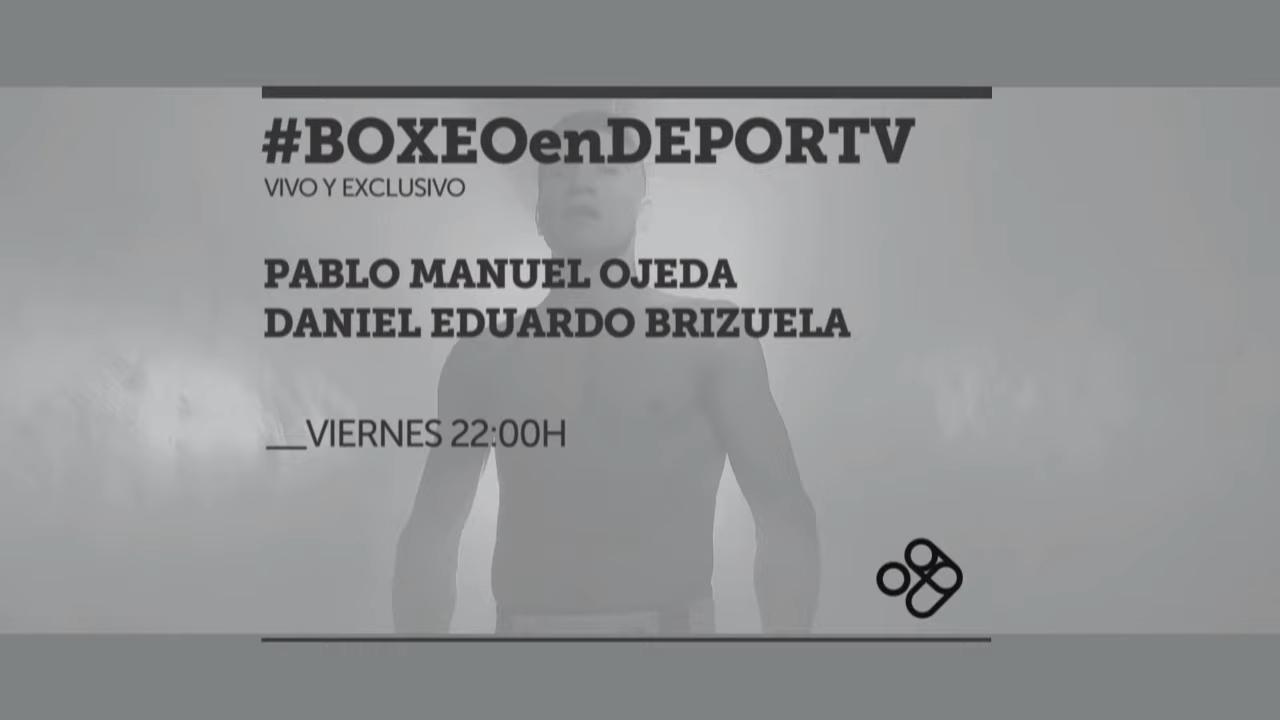 #BOXEOenDEPORTV
VIVO Y EXCLUSIVO
PABLO MANUEL OJEDA
DANIEL EDUARDO BRIZUELA
__VIERNES 22:00H